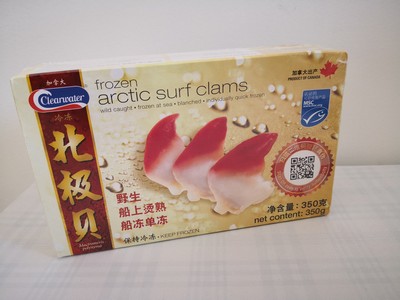 加拿大
Clearwater
冷冻
北极贝
frozen
arctic surf clams
wild caught • frozen at sea • blanched • individually quick frozen
加拿大出产
PRODUCT OF CANADA
MSC
野生
船上烫熟
船冻单冻
保持冷冻 • KEEP FROZEN
净含量: 350克
net content: 350g